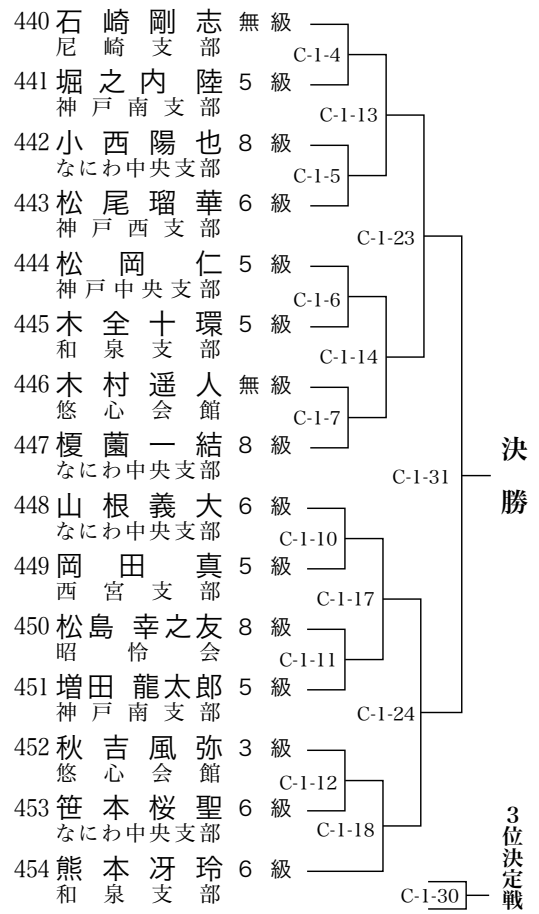 440 石崎剛志 無級
尼崎支部
C-1-4
441 堀之内陸 5級
神戸南支部
C-1-13
442 小西陽也 8級
なにわ中央支部
C-1-5
443 松尾瑠華 6級
神戸西支部
C-1-23
444 松岡仁 5級
神戸中央支部
C-1-6
445 木全十環 5級
和泉支部
C-1-14
446 木村遥人 無級
悠心会館
C-1-7
447 榎薗一結 8級
なにわ中央支部
C-1-31
決勝
448 山根義大 6級
なにわ中央支部
C-1-10
449 岡田真 5級
西宮支部
C-1-17
450 松島 幸之友 8級
昭怜会
C-1-11
451 増田 龍太郎 5級
神戸南支部
C-1-24
452 秋吉風弥 3級
悠心会館
C-1-12
453 笹本桜聖 6級
なにわ中央支部
C-1-18
454 熊本冴玲 6級
和泉支部
C-1-30
3位決定戦